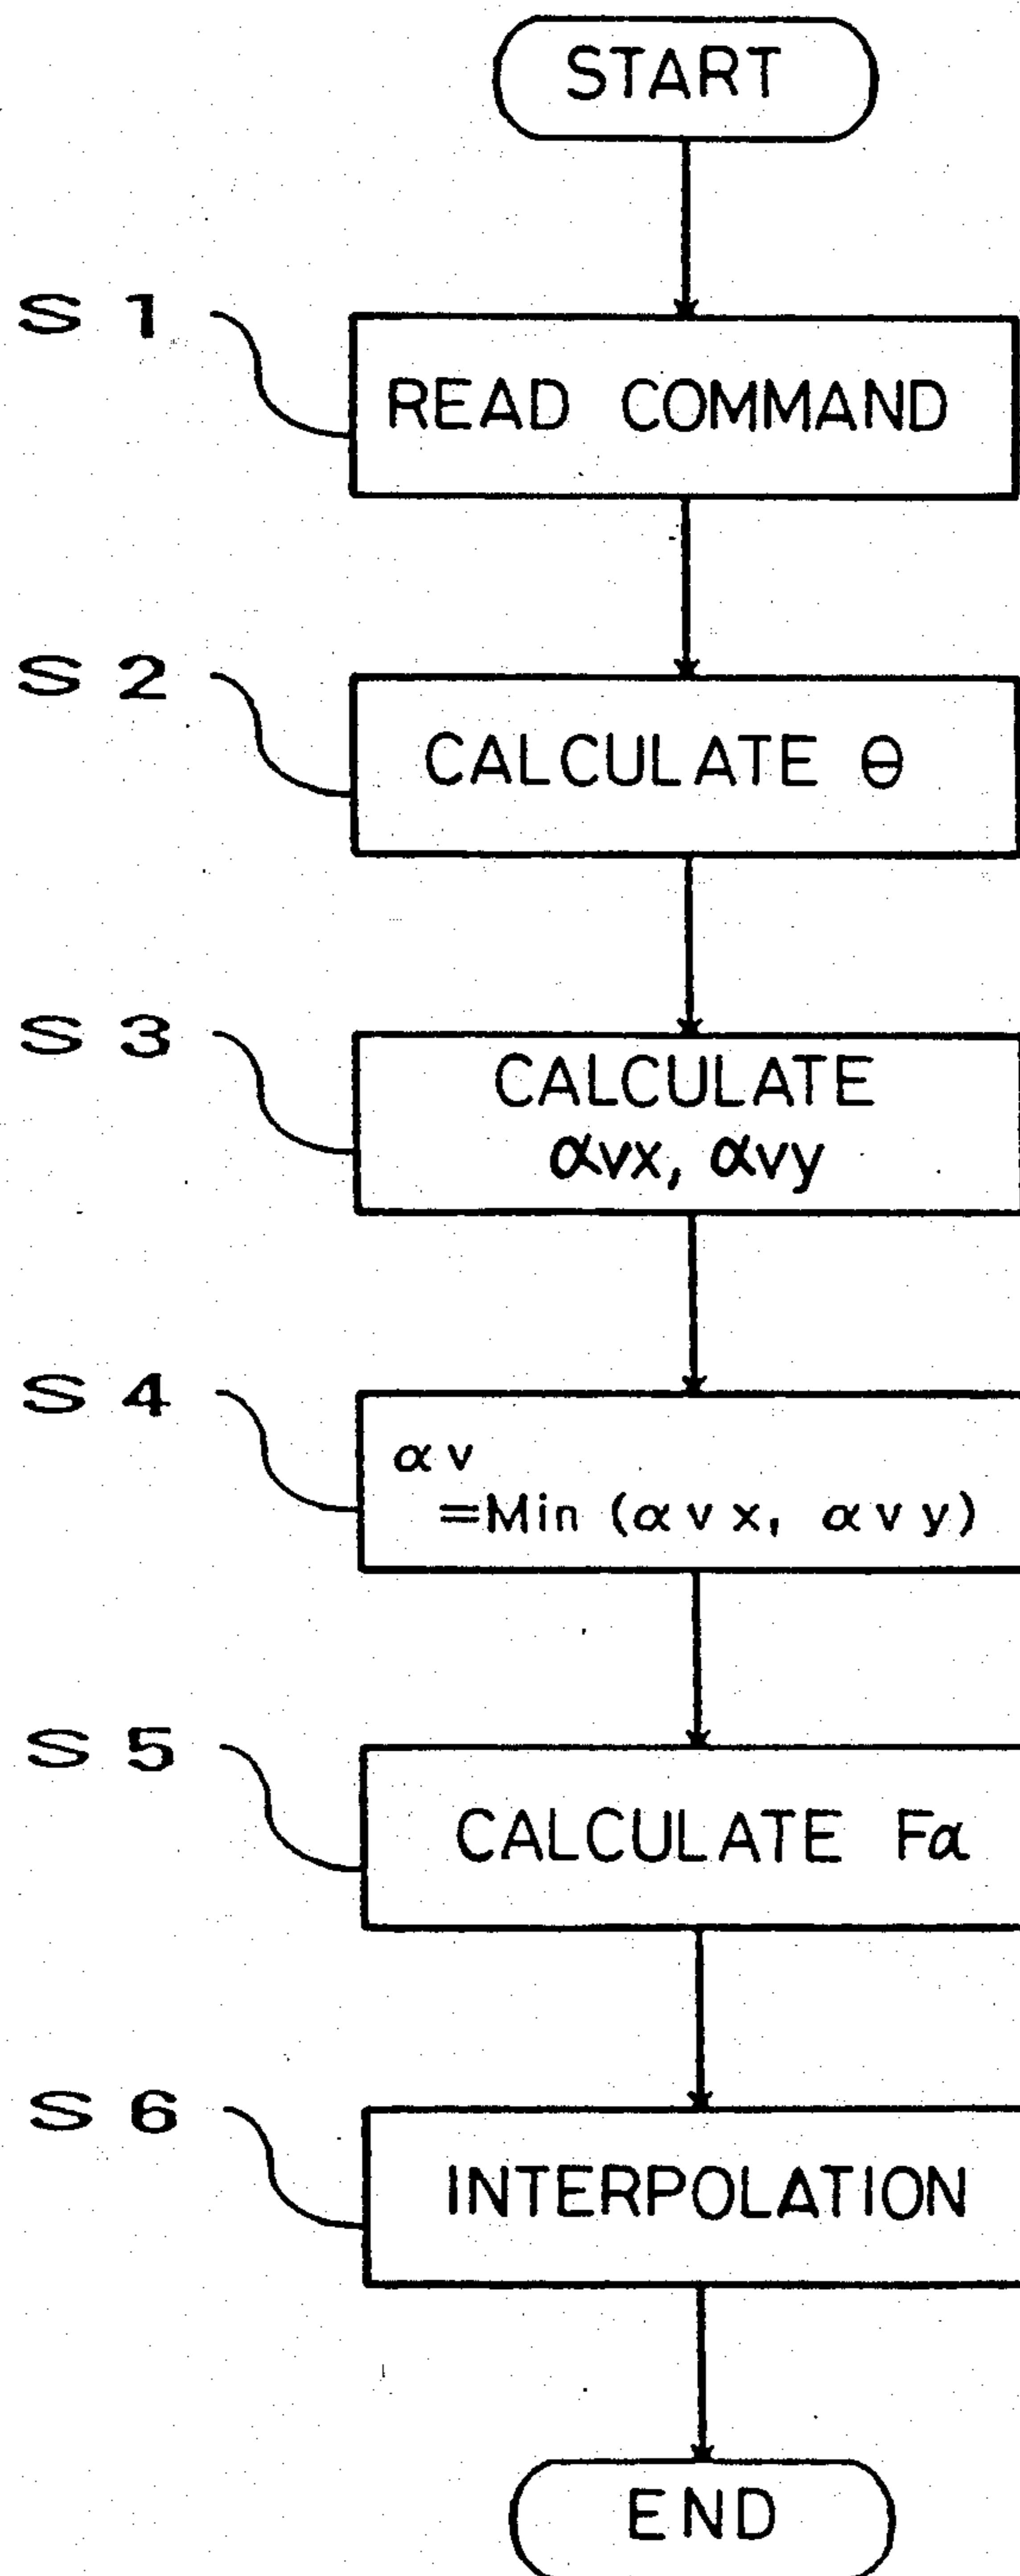 START
S 1
READ COMMAND
S 2
CALCULATE θ
S 3
CALCULATE
αvx, αvy
S 4
αv
=Min (αvx, αvy)
S 5
CALCULATE Fα
S 6
INTERPOLATION
END